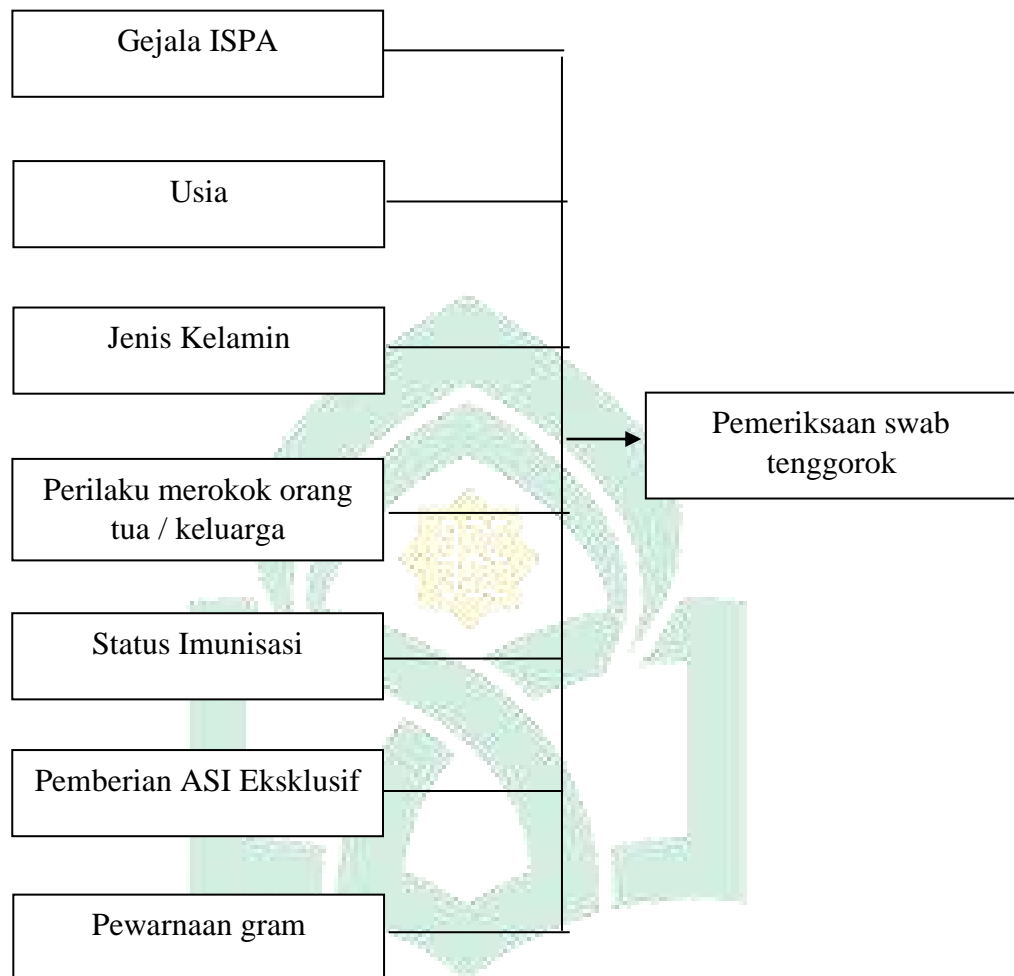 Gejala ISPA
Usia
Jenis Kelamin
Perilaku merokok orang
tua / keluarga
Status Imunisasi
Pemberian ASI Eksklusif
Pewarnaan gram
Pemeriksaan swab
tenggorok